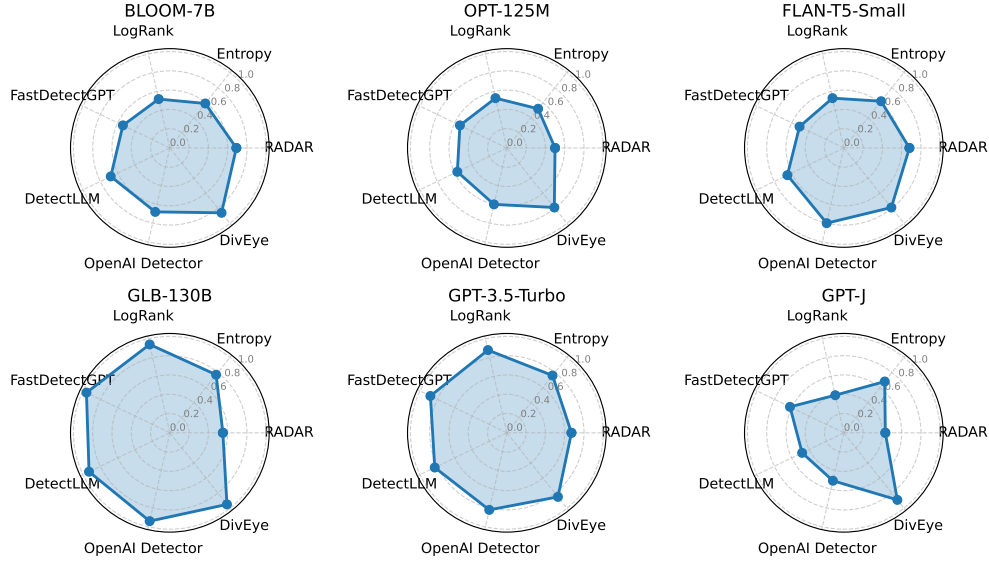 BLOOM-7B
LogRank
Entropy
FastDetectGPT
RADAR
DetectLLM
DivEye
OpenAI Detector
0.0
0.2
0.4
0.6
0.8
1.0
OPT-125M
LogRank
Entropy
FastDetectGPT
RADAR
DetectLLM
DivEye
OpenAI Detector
0.0
0.2
0.4
0.6
0.8
1.0
FLAN-T5-Small
LogRank
Entropy
FastDetectGPT
RADAR
DetectLLM
DivEye
OpenAI Detector
0.0
0.2
0.4
0.6
0.8
1.0
GLB-130B
LogRank
Entropy
FastDetectGPT
RADAR
DetectLLM
DivEye
OpenAI Detector
0.0
0.2
0.4
0.6
0.8
1.0
GPT-3.5-Turbo
LogRank
Entropy
FastDetectGPT
RADAR
DetectLLM
DivEye
OpenAI Detector
0.0
0.2
0.4
0.6
0.8
1.0
GPT-J
LogRank
Entropy
FastDetectGPT
RADAR
DetectLLM
DivEye
OpenAI Detector
0.0
0.2
0.4
0.6
0.8
1.0